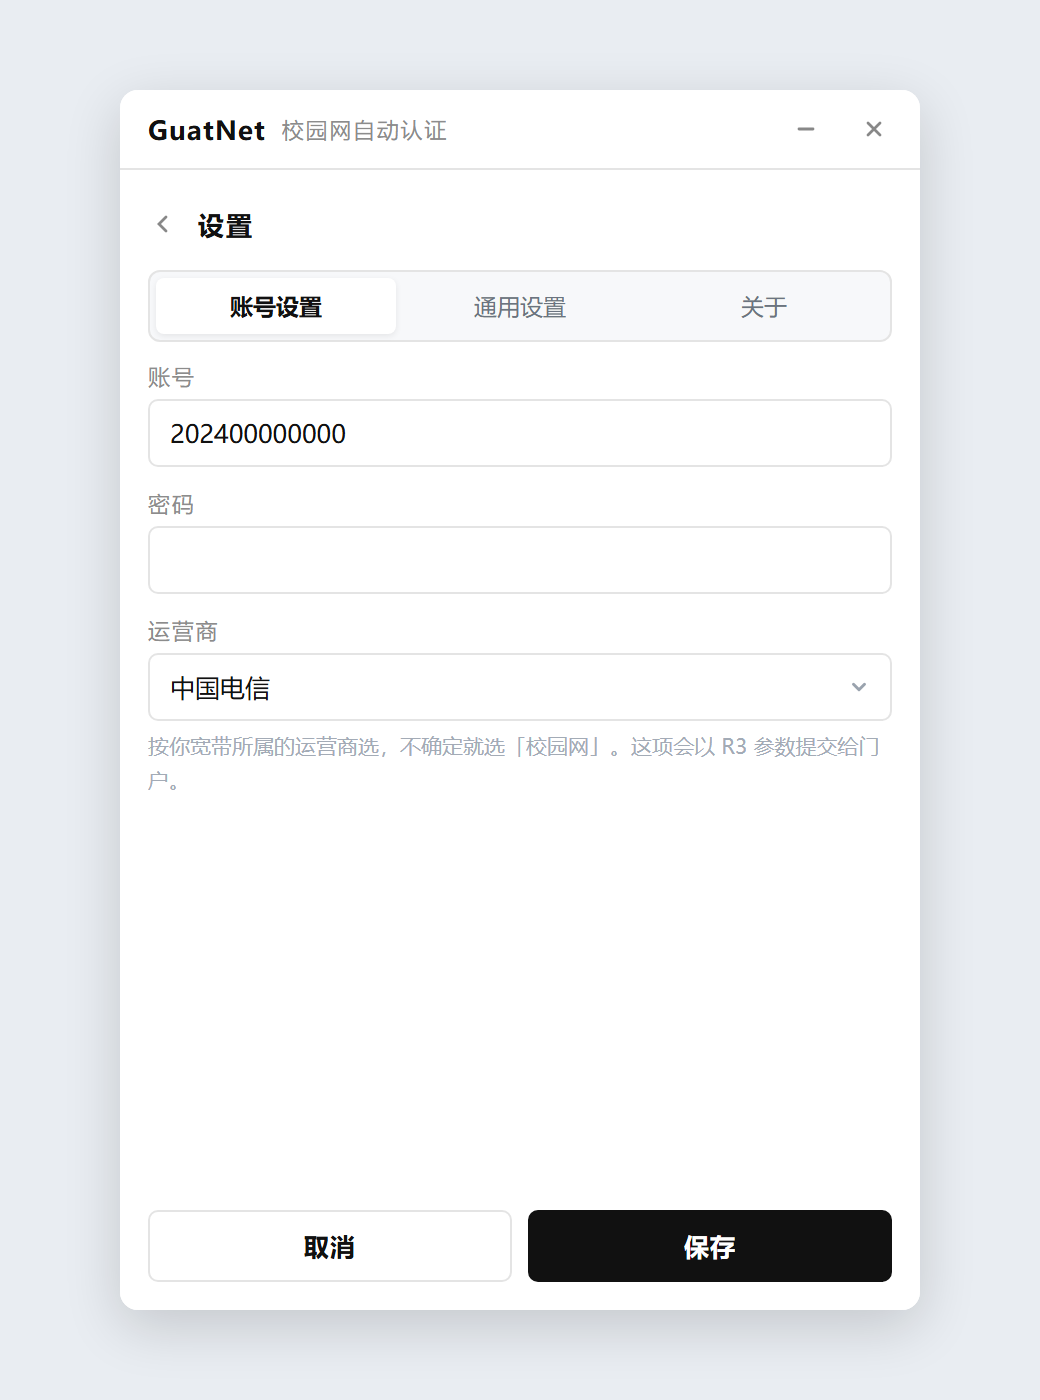 GuatNet 校园网自动认证
设置
账号设置 通用设置 关于
账号
202400000000
密码
运营商
中国电信
按你宽带所属的运营商选，不确定就选「校园网」。这项会以 R3 参数提交给门
户。
取消 保存